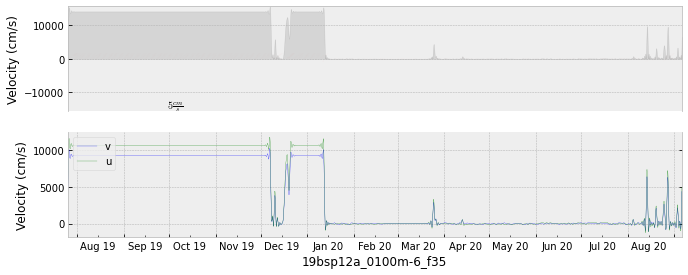 10000
0
−10000
Velocity (cm/s)
5 cm/s
10000
5000
0
Velocity (cm/s)
v
u
Aug 19 Sep 19 Oct 19 Nov 19 Dec 19 Jan 20 Feb 20 Mar 20 Apr 20 May 20 Jun 20 Jul 20 Aug 20
19bsp12a_0100m-6_f35